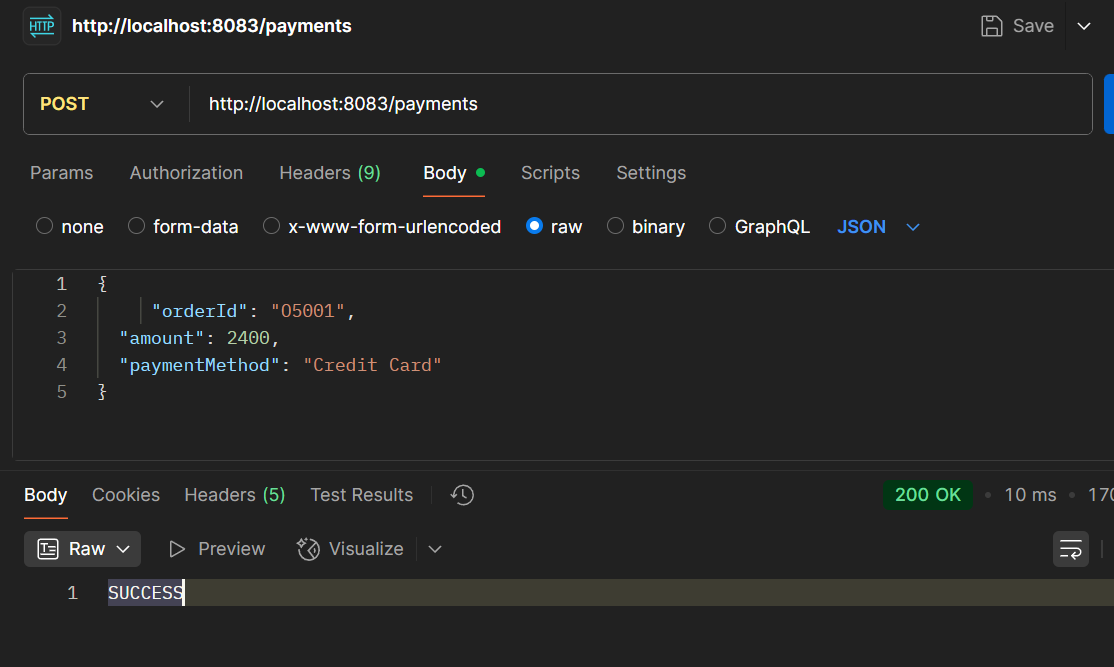 HTTP http://localhost:8083/payments Save
POST http://localhost:8083/payments
Params Authorization Headers (9) Body Scripts Settings
none form-data x-www-form-urlencoded raw binary GraphQL JSON
1 {
2 "orderId": "O5001",
3 "amount": 2400,
4 "paymentMethod": "Credit Card"
5 }
Body Cookies Headers (5) Test Results 200 OK • 10 ms • 170
Raw Preview Visualize
1 SUCCESS